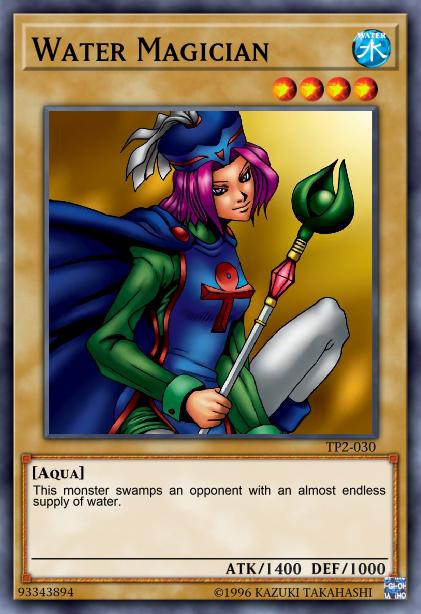 WATER MAGICIAN
WATER
水
TP2-030
[AQUA]
This monster swamps an opponent with an almost endless
supply of water.
ATK/1400 DEF/1000
93343894
©1996 KAZUKI TAKAHASHI